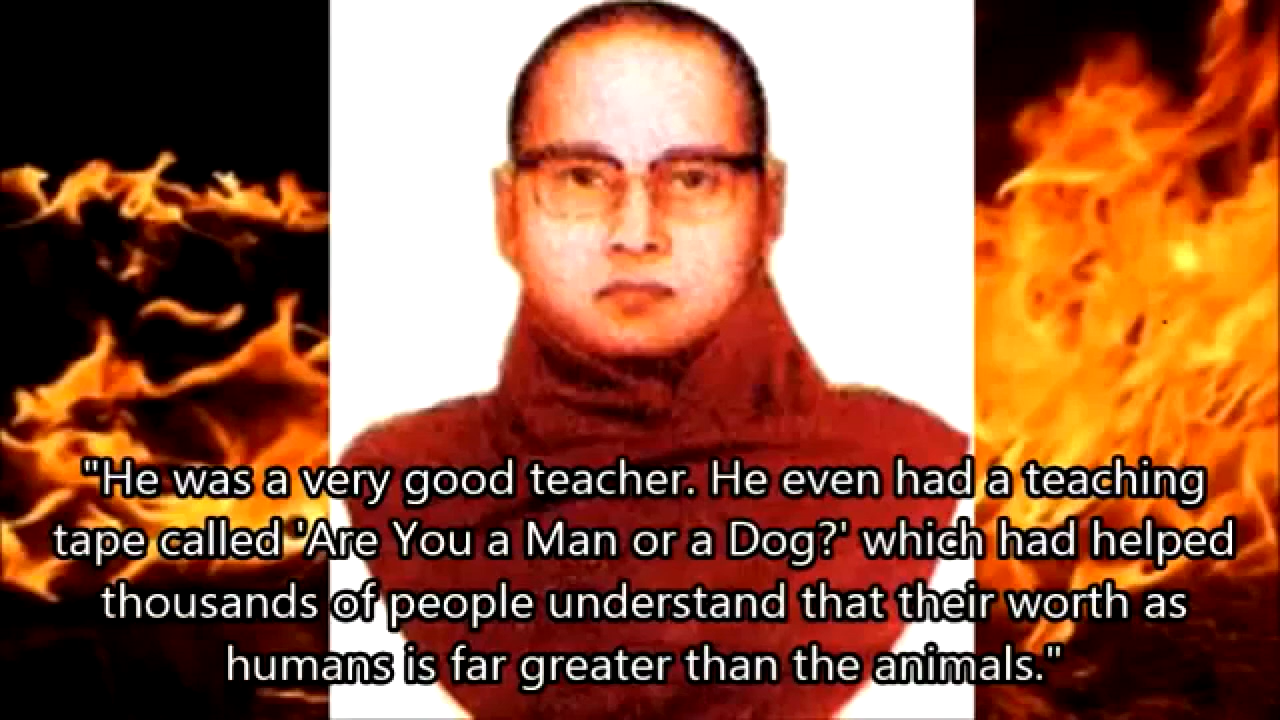 "He was a very good teacher. He even had a teaching
tape called 'Are You a Man or a Dog?' which had helped
thousands of people understand that their worth as
humans is far greater than the animals."